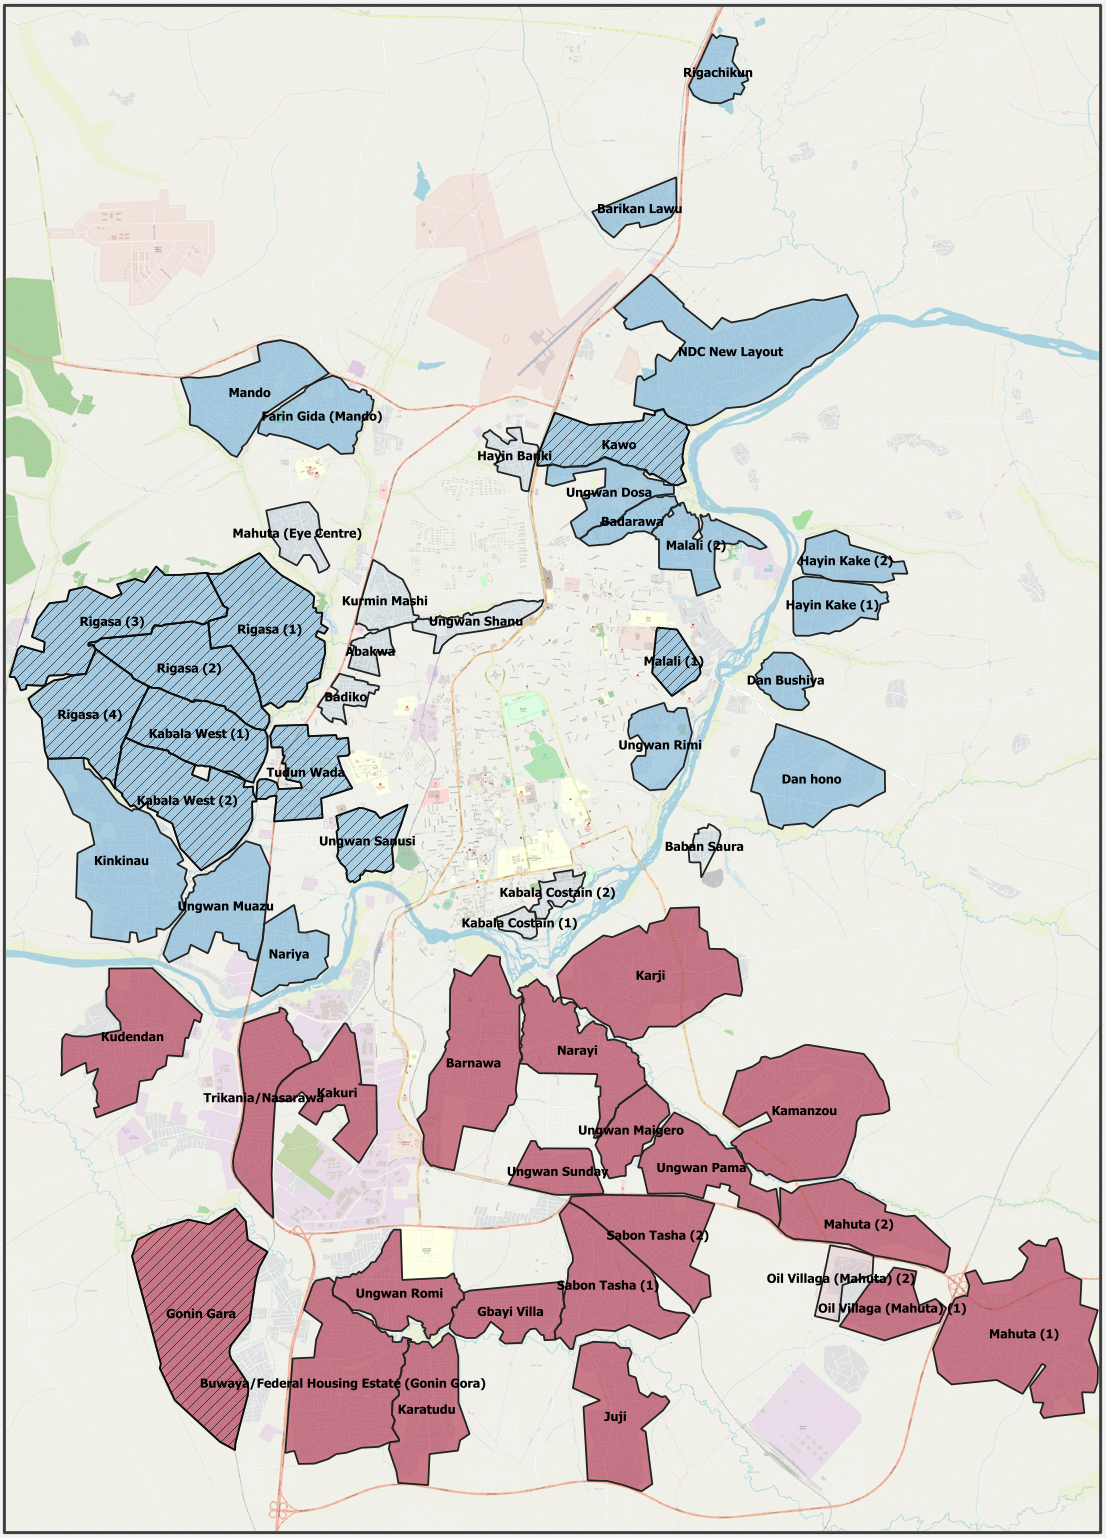 Rigachikun
Barikan Lawu
NDC New Layout
Mando
Farin Gida (Mando)
Kawo
Hayin Banki
Ungwan Dosa
Badarawa
Mahuta (Eye Centre)
Malali (2)
Hayin Kake (2)
Kurmin Mashi
Hayin Kake (1)
Rigasa (3)
Ungwan Shanu
Rigasa (1)
Abakwa
Malali (1)
Rigasa (2)
Dan Bushiya
Badiko
Rigasa (4)
Kabala West (1)
Ungwan Rimi
Tudun Wada
Dan hono
Kabala West (2)
Ungwan Sanusi
Baban Saura
Kinkinau
Kabala Costain (2)
Ungwan Muazu
Kabala Costain (1)
Nariya
Karji
Kudendan
Narayi
Barnawa
Kakuri
Trikania/Nasarawa
Kamanzou
Ungwan Maigero
Ungwan Pama
Ungwan Sunday
Mahuta (2)
Sabon Tasha (2)
Oil Villaga (Mahuta) (2)
Sabon Tasha (1)
Ungwan Romi
Oil Villaga (Mahuta) (1)
Gbayi Villa
Gonin Gara
Mahuta (1)
Buwaya/Federal Housing Estate (Gonin Gora)
Karatudu
Juji